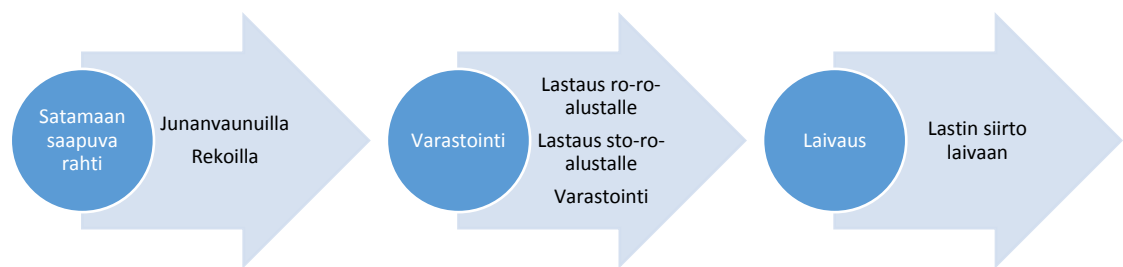 Satamaan
saapuva
rahti
Junanvaunuilla
Rekoilla
Varastointi
Lastaus ro-ro-
alustalle
Lastaus sto-ro-
alustalle
Varastointi
Laivaus
Lastin siirto
laivaan